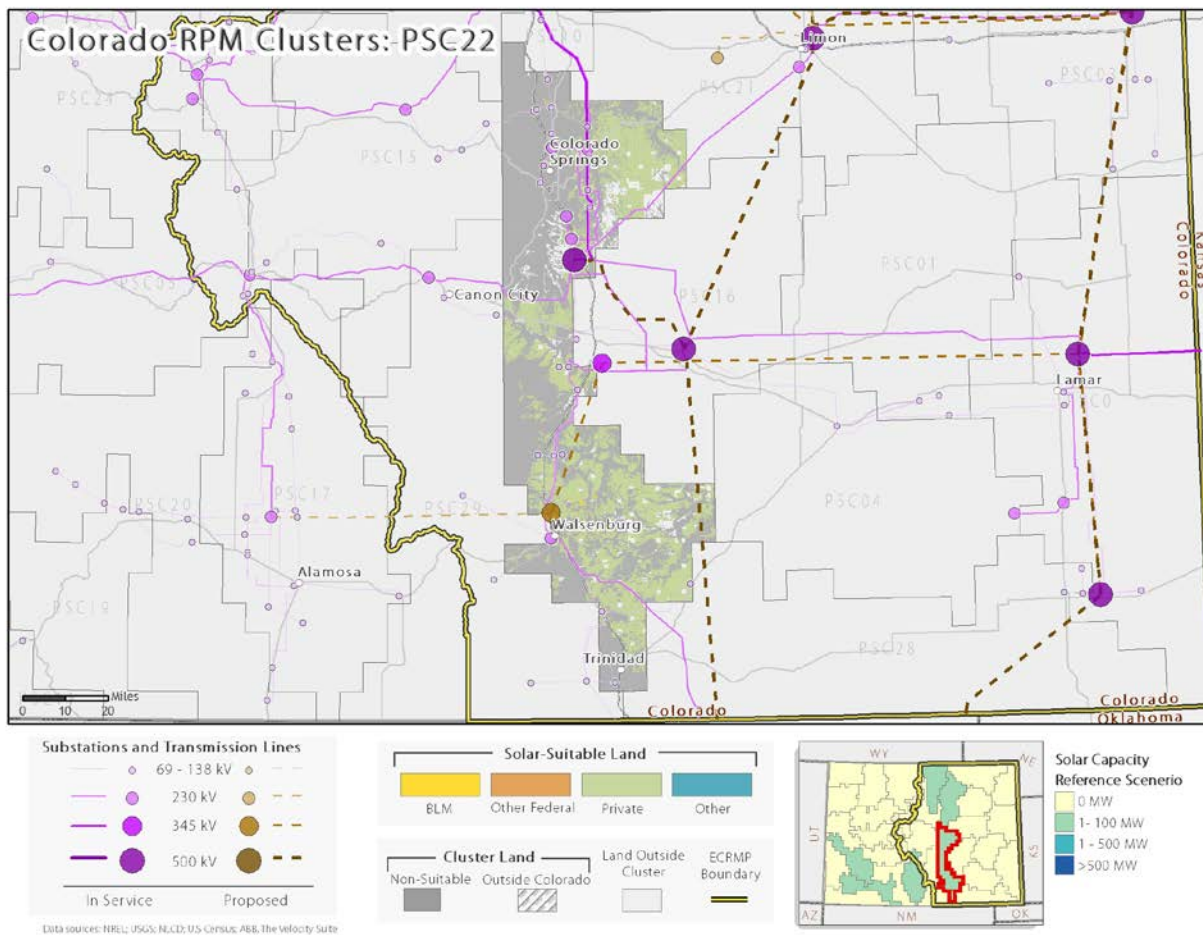 Colorado RPM Clusters: PSC22
Limon
PSC24
PSC21
PSC03
PSC15
Colorado
Springs
Colorado
Kansas
PSC05
PSC01
Canon City
PSC16
Lamar
PSC20
PSC17
PSC29
PSC04
Walsenburg
Alamosa
PSC19
Trinidad
PSC28
0 10 20 Miles
Colorado
Colorado
Oklahoma
Substations and Transmission Lines
69 - 138 kV
230 kV
345 kV
500 kV
In Service
Proposed
Solar-Suitable Land
BLM
Other Federal
Private
Other
Cluster Land
Non-Suitable
Outside Colorado
Land Outside
Cluster
ECRMP
Boundary
WY
NE
UT
KS
AZ
NM
OK
Solar Capacity
Reference Scenerio
0 MW
1- 100 MW
1 - 500 MW
>500 MW
Data sources: NREL; USGS; NLCD; U.S Census; ABB, The Velocity Suite